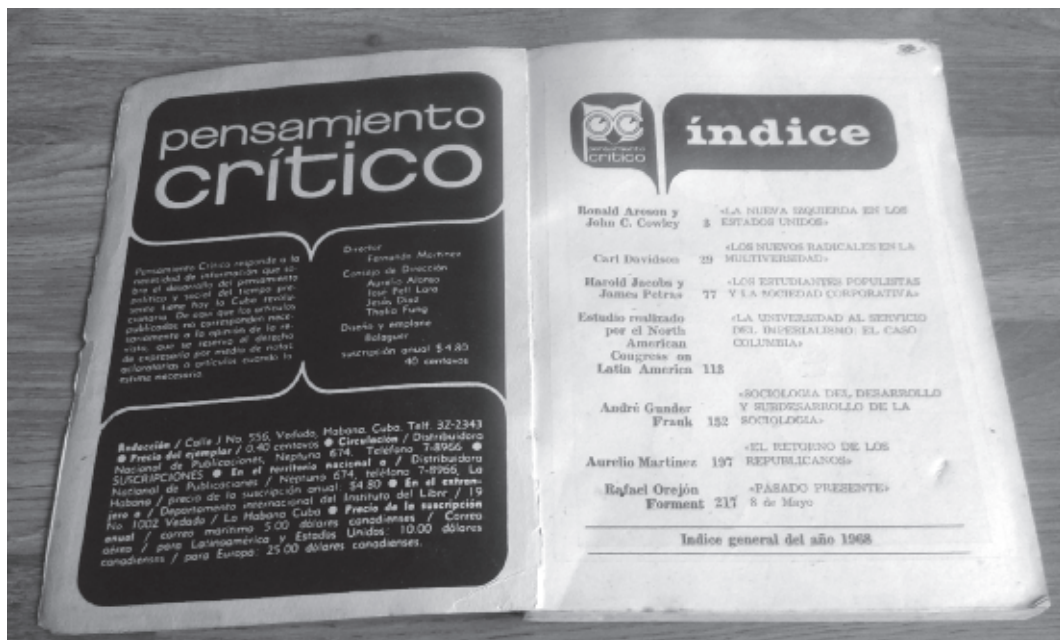 pensamiento
crítico
Pensamiento Crítico responde a la
necesidad de información que so-
bre el desarrollo del pensamiento
político y social del tiempo pre-
sente tiene hoy la Cuba revolu-
cionaria. De aquí que los artículos
publicados no correspondan nece-
sariamente a la opinión de la re-
vista, que se reserva el derecho
de expresarla por medio de notas
aclaratorias o artículos cuando lo
estime necesario.
Director
Fernando Martínez
Consejo de Dirección
Aurelio Alonso
José Bell Lara
Jesús Díaz
Thalía Fung
Diseño y emplane
Balaguer
suscripción anual $4.80
40 centavos
Redacción / Calle J No. 556, Vedado, Habana, Cuba. Telf. 32-2343
● Precio del ejemplar / 0.40 centavos ● Circulación / Distribuidora
Nacional de Publicaciones, Neptuno 674, Teléfono 7-8966 ●
SUSCRIPCIONES ● En el territorio nacional a / Distribuidora
Nacional de Publicaciones / Neptuno 674, teléfono 7-8966, La
Habana / precio de la suscripción anual $4.80 ● En el extran-
jero a / Departamento internacional del Instituto del Libro / 19
No. 1002 Vedado / La Habana Cuba ● Precio de la suscripción
anual / correo marítimo 5.00 dólares canadienses / Correo
aéreo / para Latinoamérica y Estados Unidos: 10.00 dólares
canadienses / para Europa: 25.00 dólares canadienses.
pensamiento
crítico
índice
Ronald Aroson y
John C. Cowley 3 «LA NUEVA IZQUIERDA EN LOS
ESTADOS UNIDOS»
Carl Davidson 29 «LOS NUEVOS RADICALES EN LA
MULTIVERSIDAD»
Harold Jacobs y
James Petras 77 «LOS ESTUDIANTES POPULISTAS
Y LA SOCIEDAD CORPORATIVA»
Estudio realizado
por el North
American
Congress on
Latin America 113 «LA UNIVERSIDAD AL SERVICIO
DEL IMPERIALISMO: EL CASO
COLUMBIA»
André Gunder
Frank 152 «SOCIOLOGIA DEL DESARROLLO
Y SUBDESARROLLO DE LA
SOCIOLOGIA»
Aurelio Martínez 197 «EL RETORNO DE LOS
REPUBLICANOS»
Rafael Orejón
Forment 217 «PASADO PRESENTE»
8 de Mayo
Indice general del año 1968